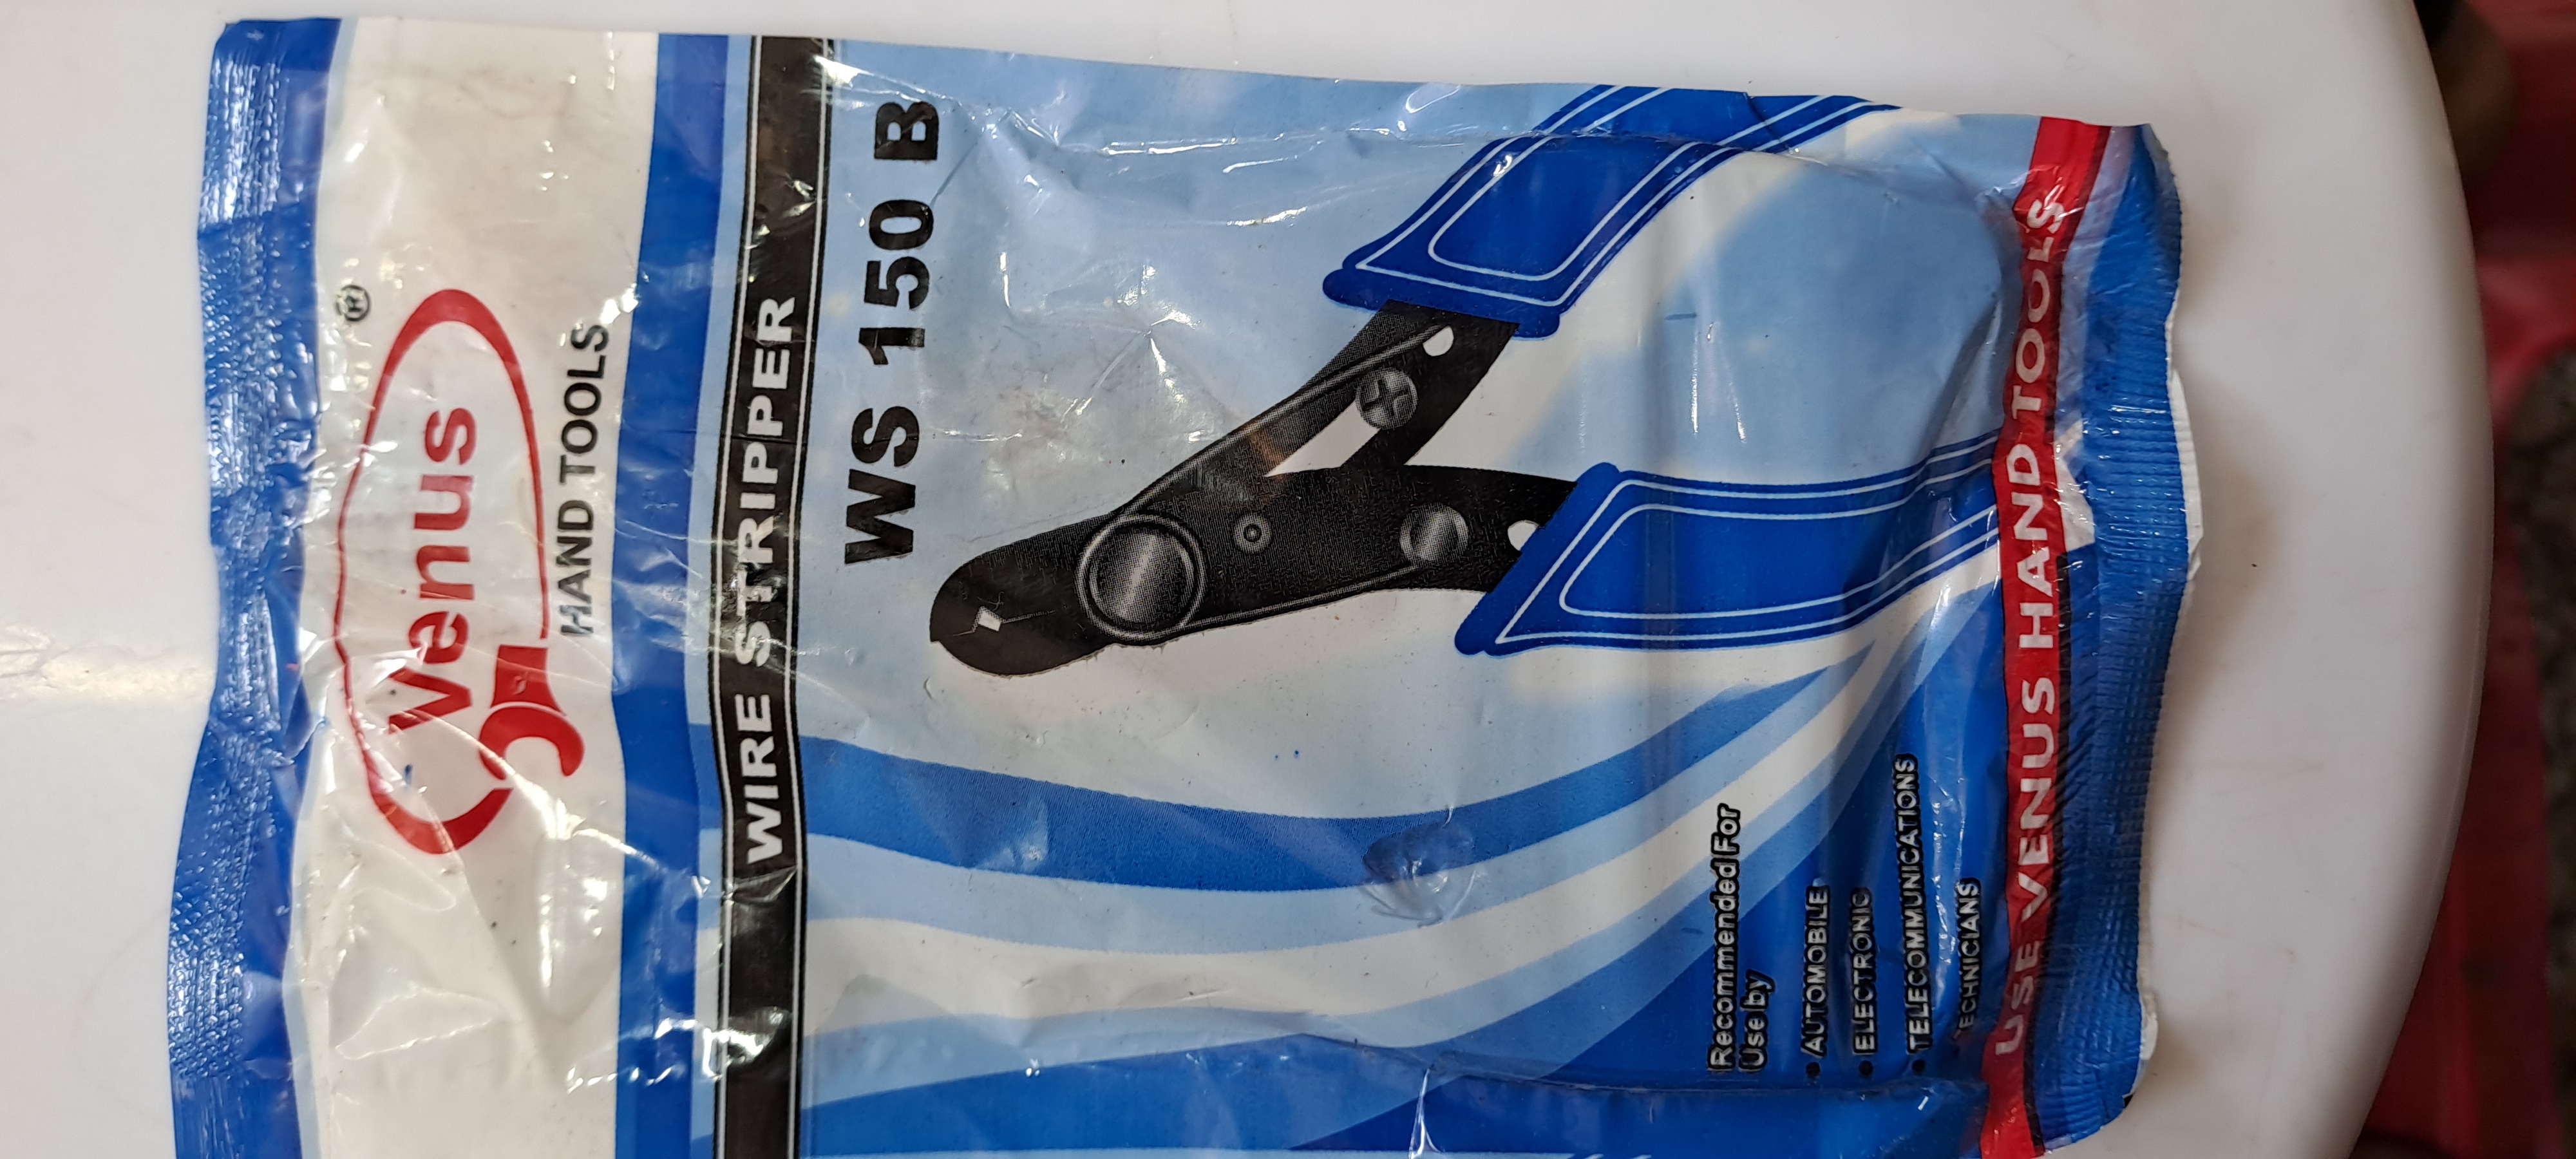 Venus®
HAND TOOLS
WIRE STRIPPER
WS 150 B
Recommended For
Use by
• AUTOMOBILE
• ELECTRONIC
• TELECOMMUNICATIONS
TECHNICIANS
USE VENUS HAND TOOLS